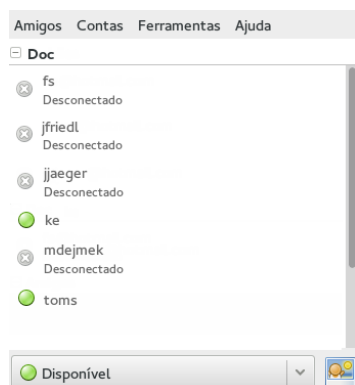 Amigos Contas Ferramentas Ajuda
Doc
fs
Desconectado
jfriedl
Desconectado
jjaeger
Desconectado
ke
mdejmek
Desconectado
toms
Disponível